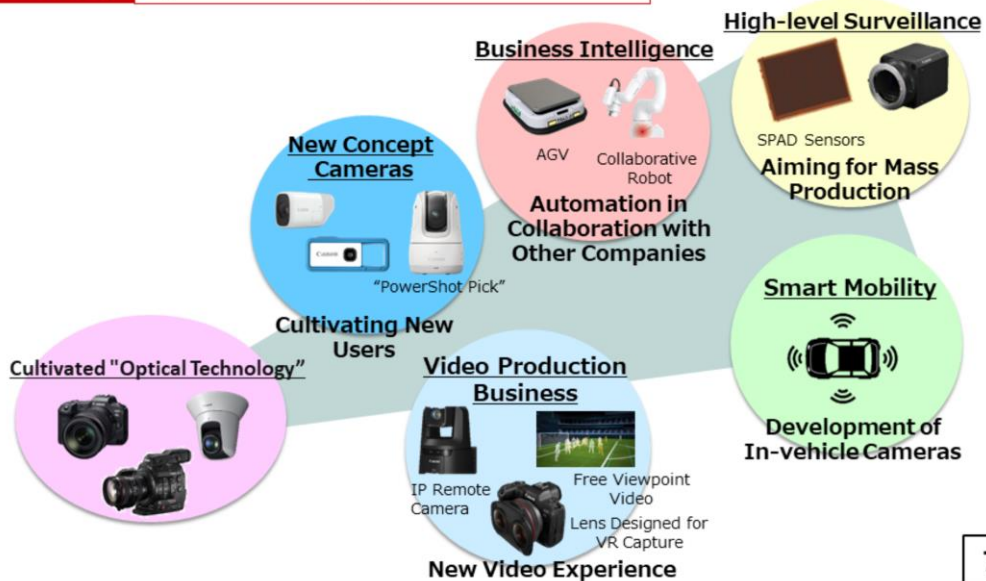 High-level Surveillance
SPAD Sensors
Aiming for Mass
Production
Business Intelligence
AGV
Collaborative
Robot
Automation in
Collaboration with
Other Companies
New Concept
Cameras
Canon
"PowerShot Pick”
Cultivating New
Users
Smart Mobility
Development of
In-vehicle Cameras
Cultivated "Optical Technology”
Video Production
Business
IP Remote
Camera
Free Viewpoint
Video
Lens Designed for
VR Capture
New Video Experience